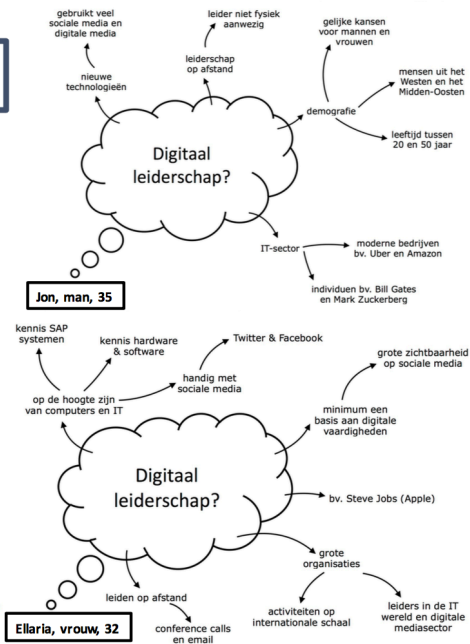 gebruikt veel
sociale media en
digitale media
nieuwe
technologieën
leider niet fysiek
aanwezig
leiderschap
op afstand
gelijke kansen
voor mannen en
vrouwen
mensen uit het
Westen en het
Midden-Oosten
demografie
leeftijd tussen
20 en 50 jaar
Digitaal
leiderschap?
IT-sector
moderne bedrijven
bv. Uber en Amazon
individuen bv. Bill Gates
en Mark Zuckerberg
Jon, man, 35
kennis SAP
systemen
kennis hardware
& software
Twitter & Facebook
op de hoogte zijn
van computers en IT
handig met
sociale media
grote zichtbaarheid
op sociale media
minimum een
basis aan digitale
vaardigheden
Digitaal
leiderschap?
bv. Steve Jobs (Apple)
grote
organisaties
leiden op afstand
conference calls
en email
activiteiten op
internationale schaal
leiders in de IT
wereld en digitale
mediasector
Ellaria, vrouw, 32